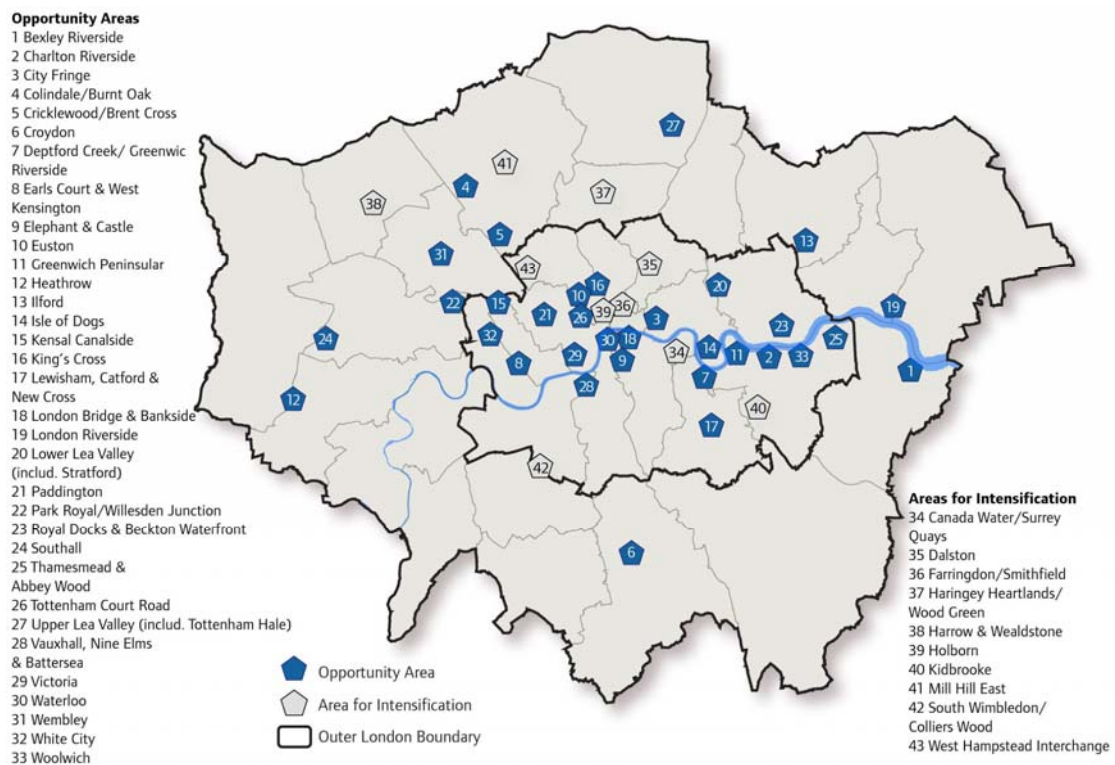 Opportunity Areas
1 Bexley Riverside
2 Charlton Riverside
3 City Fringe
4 Colindale/Burnt Oak
5 Cricklewood/Brent Cross
6 Croydon
7 Deptford Creek/ Greenwic
Riverside
8 Earls Court & West
Kensington
9 Elephant & Castle
10 Euston
11 Greenwich Peninsular
12 Heathrow
13 Ilford
14 Isle of Dogs
15 Kensal Canalside
16 King's Cross
17 Lewisham, Catford &
New Cross
18 London Bridge & Bankside
19 London Riverside
20 Lower Lea Valley
(includ. Stratford)
21 Paddington
22 Park Royal/Willesden Junction
23 Royal Docks & Beckton Waterfront
24 Southall
25 Thamesmead &
Abbey Wood
26 Tottenham Court Road
27 Upper Lea Valley (includ. Tottenham Hale)
28 Vauxhall, Nine Elms
& Battersea
29 Victoria
30 Waterloo
31 Wembley
32 White City
33 Woolwich
27
41
4
37
38
5
13
31
43
35
16
20
10
22
15
36
19
39
21
26
3
23
32
24
30
18
25
14
34
11
29
2
33
9
8
1
7
28
12
40
17
42
6
Opportunity Area
Area for Intensification
Outer London Boundary
Areas for Intensification
34 Canada Water/Surrey
Quays
35 Dalston
36 Farringdon/Smithfield
37 Haringey Heartlands/
Wood Green
38 Harrow & Wealdstone
39 Holborn
40 Kidbrooke
41 Mill Hill East
42 South Wimbledon/
Colliers Wood
43 West Hampstead Interchange